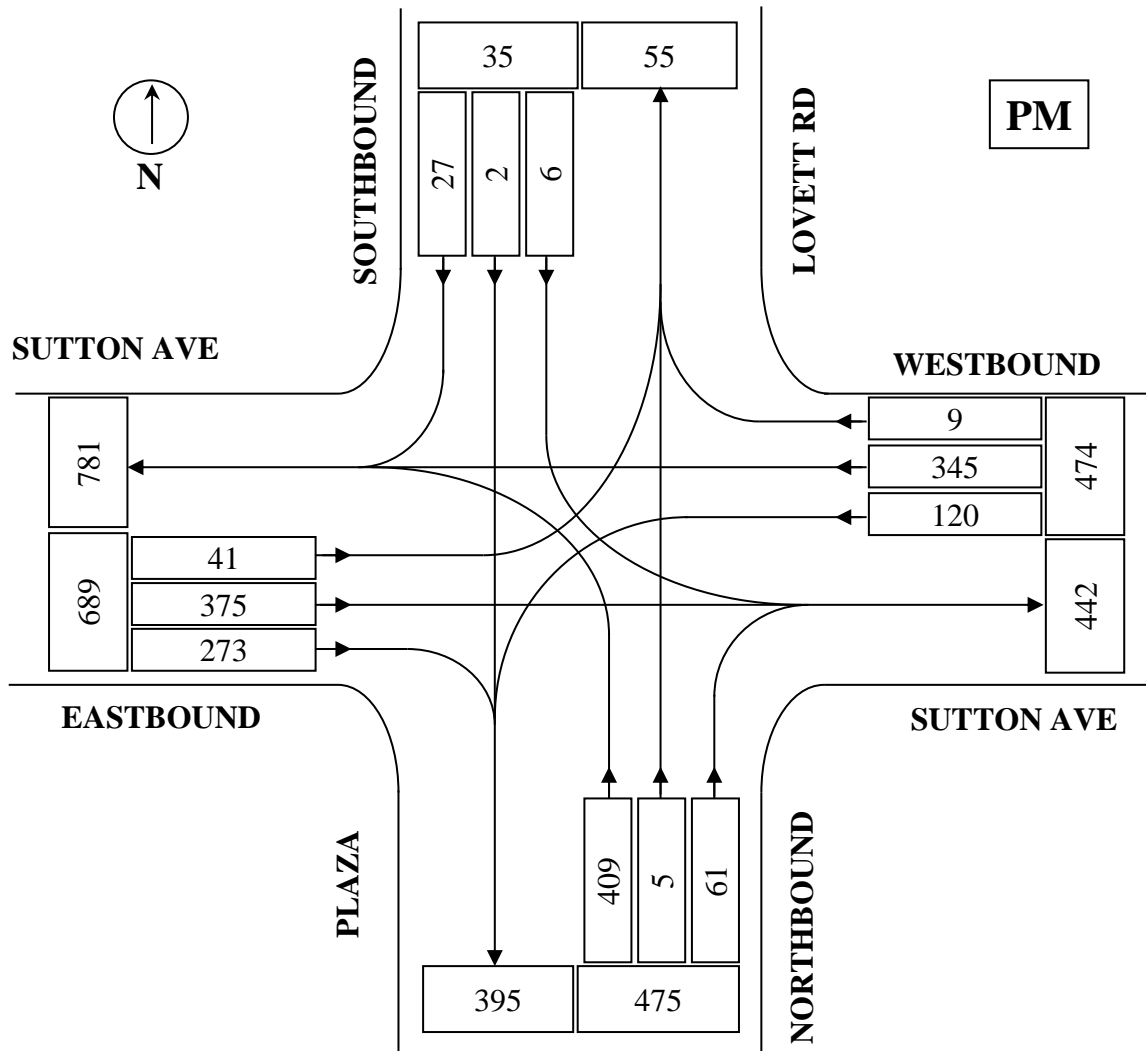 35
55
SOUTHBOUND
27
2
6
LOVETT RD
PM
N
SUTTON AVE
WESTBOUND
781
9
345
120
474
689
41
375
273
442
EASTBOUND
SUTTON AVE
PLAZA
409
5
61
NORTHBOUND
395
475